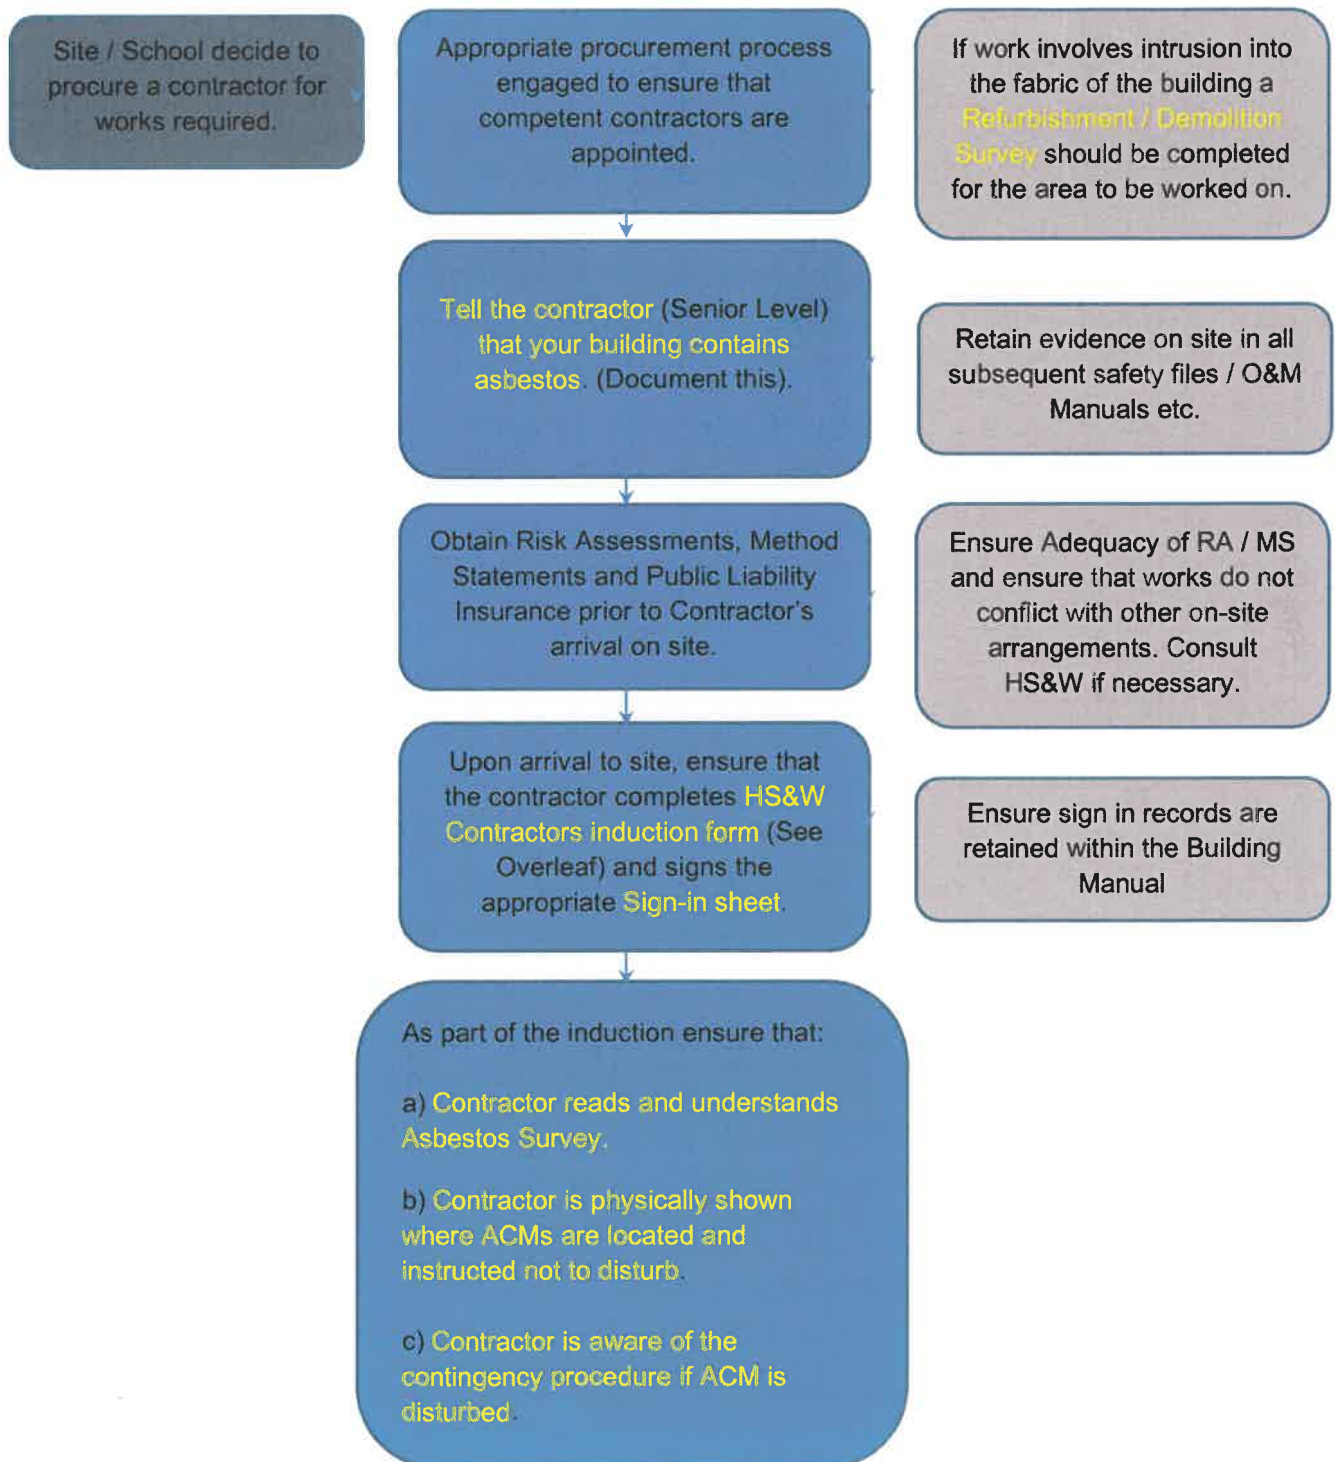 Site / School decide to
procure a contractor for
works required.
Appropriate procurement process
engaged to ensure that
competent contractors are
appointed.
If work involves intrusion into
the fabric of the building a
Refurbishment / Demolition
Survey should be completed
for the area to be worked on.
Tell the contractor (Senior Level)
that your building contains
asbestos. (Document this).
Retain evidence on site in all
subsequent safety files / O&M
Manuals etc.
Obtain Risk Assessments, Method
Statements and Public Liability
Insurance prior to Contractor's
arrival on site.
Ensure Adequacy of RA / MS
and ensure that works do not
conflict with other on-site
arrangements. Consult
HS&W if necessary.
Upon arrival to site, ensure that
the contractor completes HS&W
Contractors induction form (See
Overleaf) and signs the
appropriate Sign-in sheet.
Ensure sign in records are
retained within the Building
Manual
As part of the induction ensure that:
a) Contractor reads and understands
Asbestos Survey.
b) Contractor is physically shown
where ACMs are located and
instructed not to disturb.
c) Contractor is aware of the
contingency procedure if ACM is
disturbed.